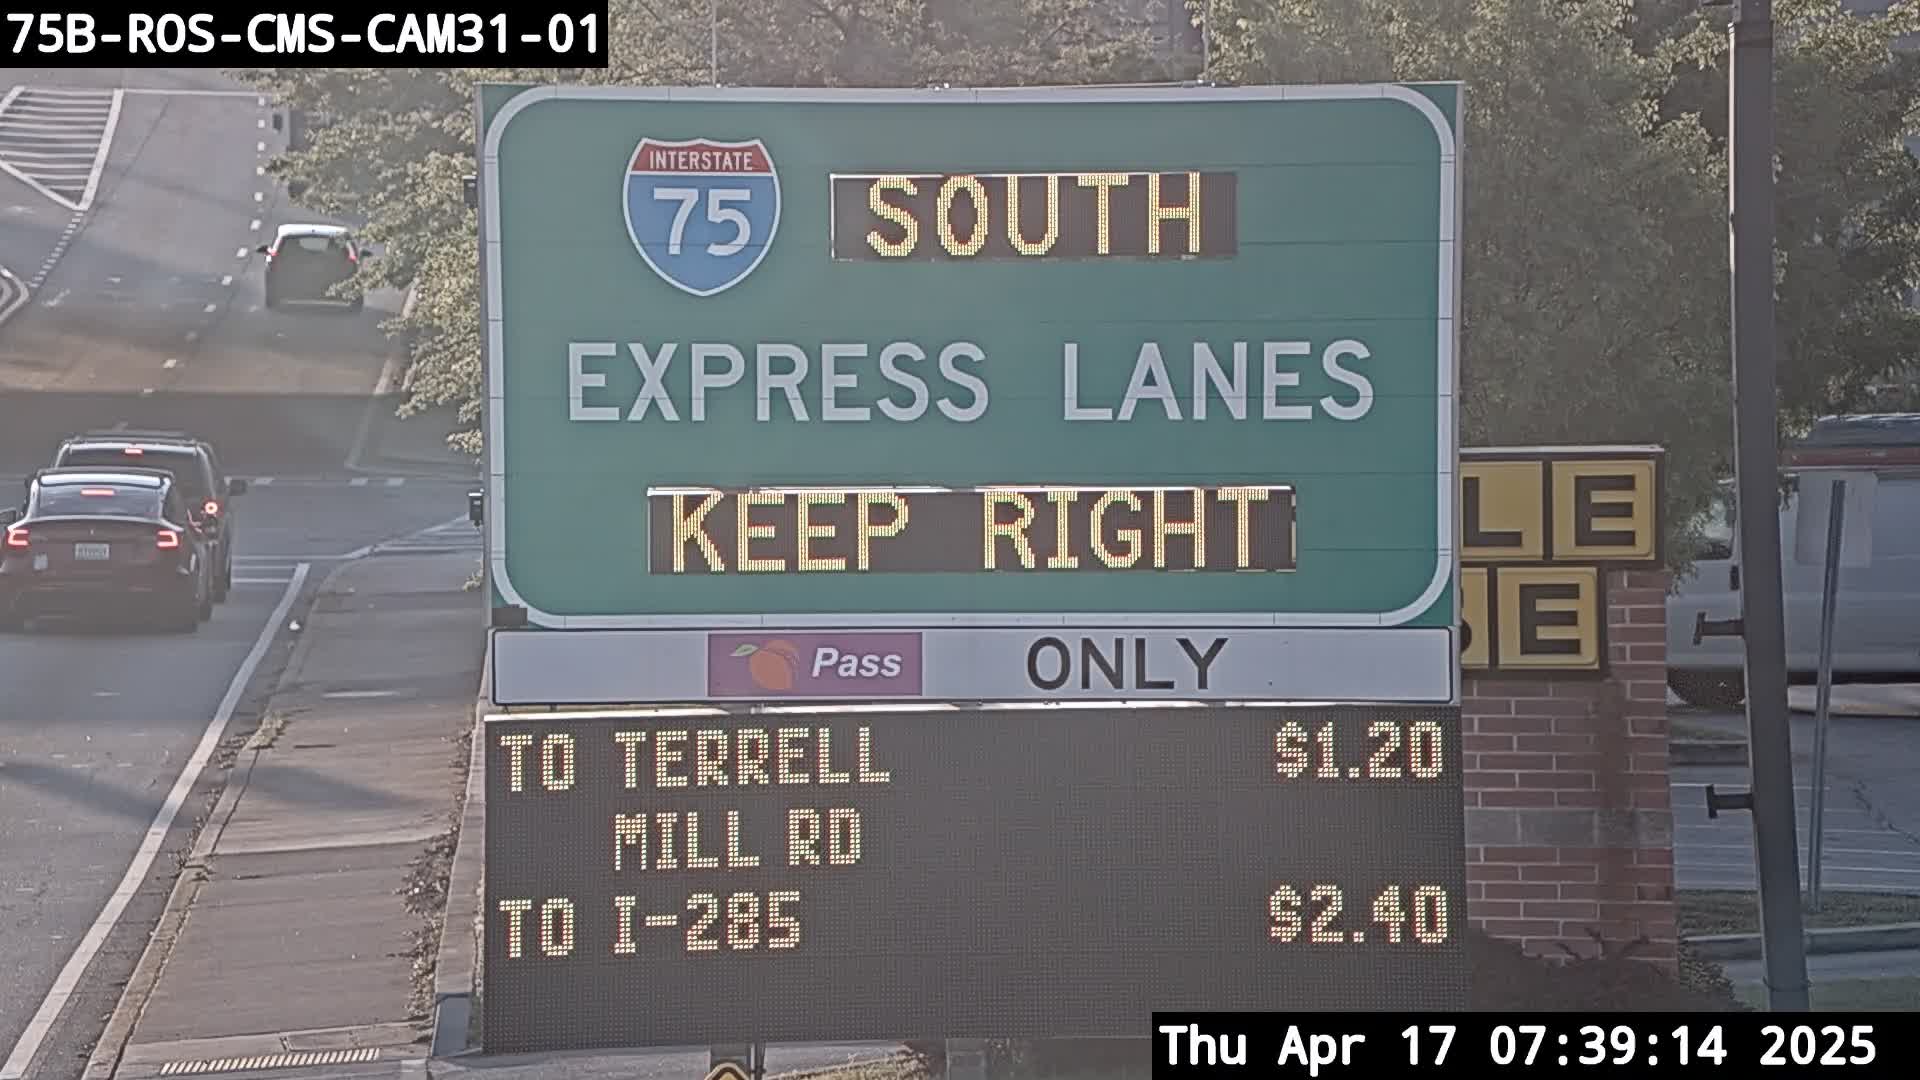 75B-ROS-CMS-CAM31-01
INTERSTATE
75
SOUTH
EXPRESS LANES
KEEP RIGHT
Pass
ONLY
TO TERRELL $1.20
MILL RD
TO I-285 $2.40
LE
E
Thu Apr 17 07:39:14 2025